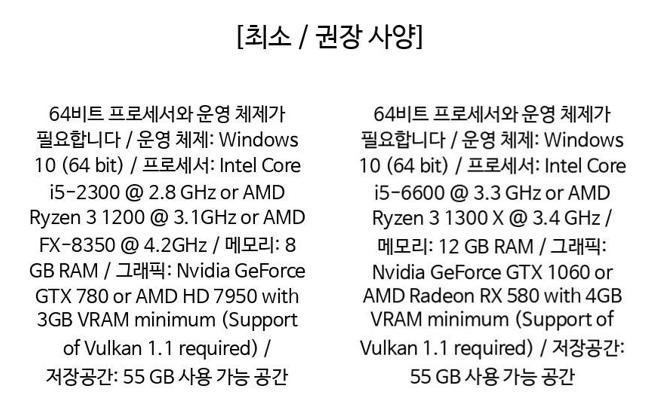 [최소 / 권장 사양]
64비트 프로세서와 운영 체제가
필요합니다 / 운영 체제: Windows
10 (64 bit) / 프로세서: Intel Core
i5-2300 @ 2.8 GHz or AMD
Ryzen 3 1200 @ 3.1GHz or AMD
FX-8350 @ 4.2GHz / 메모리: 8
GB RAM / 그래픽: Nvidia GeForce
GTX 780 or AMD HD 7950 with
3GB VRAM minimum (Support
of Vulkan 1.1 required) /
저장공간: 55 GB 사용 가능 공간
64비트 프로세서와 운영 체제가
필요합니다 / 운영 체제: Windows
10 (64 bit) / 프로세서: Intel Core
i5-6600 @ 3.3 GHz or AMD
Ryzen 3 1300 X @ 3.4 GHz /
메모리: 12 GB RAM / 그래픽:
Nvidia GeForce GTX 1060 or
AMD Radeon RX 580 with 4GB
VRAM minimum (Support of
Vulkan 1.1 required) / 저장공간:
55 GB 사용 가능 공간